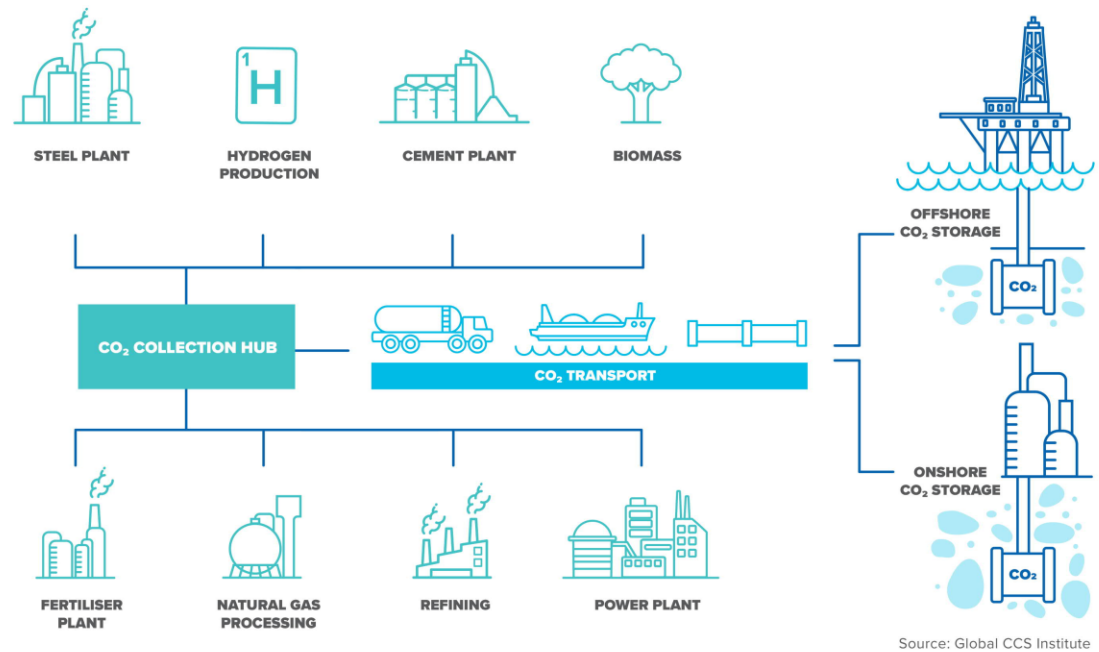 1
H
STEEL PLANT
HYDROGEN
PRODUCTION
CEMENT PLANT
BIOMASS
OFFSHORE
CO₂ STORAGE
CO₂
CO₂ COLLECTION HUB
CO₂ TRANSPORT
ONSHORE
CO₂ STORAGE
CO₂
FERTILISER
PLANT
NATURAL GAS
PROCESSING
REFINING
POWER PLANT
Source: Global CCS Institute